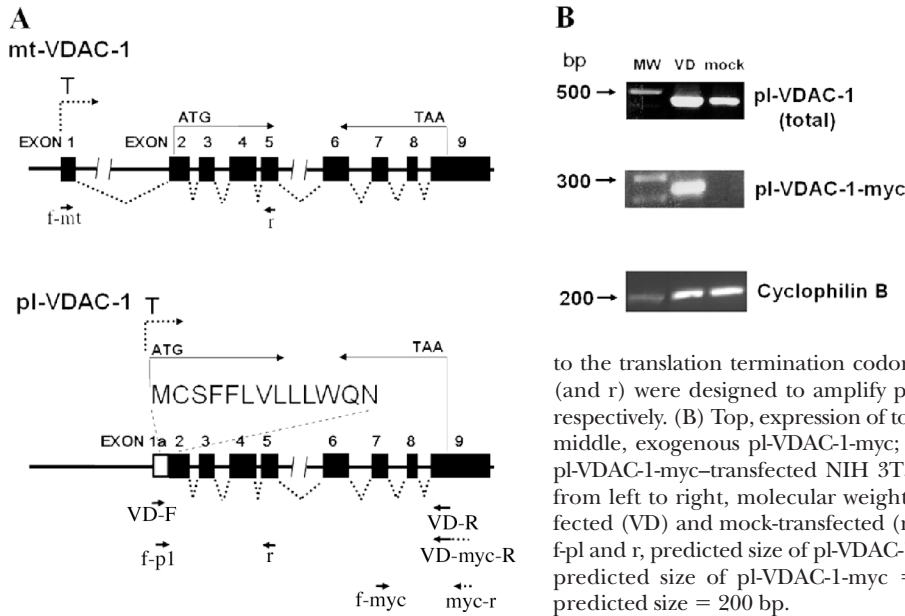 A
mt-VDAC-1
T
ATG TAA
EXON 1 EXON 2 3 4 5 6 7 8 9
f-mt r
pl-VDAC-1 T
ATG TAA
MCSFFLVLLLWQN
EXON 1a 2 3 4 5 6 7 8 9
VD-F VD-R
f-pl r VD-myc-R
f-myc myc-r
B
bp MW VD mock
500 pl-VDAC-1
(total)
300 pl-VDAC-1-myc
200 Cyclophilin B
to the translation termination codon
(and r) were designed to amplify p
respectively. (B) Top, expression of to
middle, exogenous pl-VDAC-1-myc;
pl-VDAC-1-myc–transfected NIH 3T
from left to right, molecular weight
fected (VD) and mock-transfected (
f-pl and r, predicted size of pl-VDAC-
predicted size of pl-VDAC-1-myc =
predicted size = 200 bp.